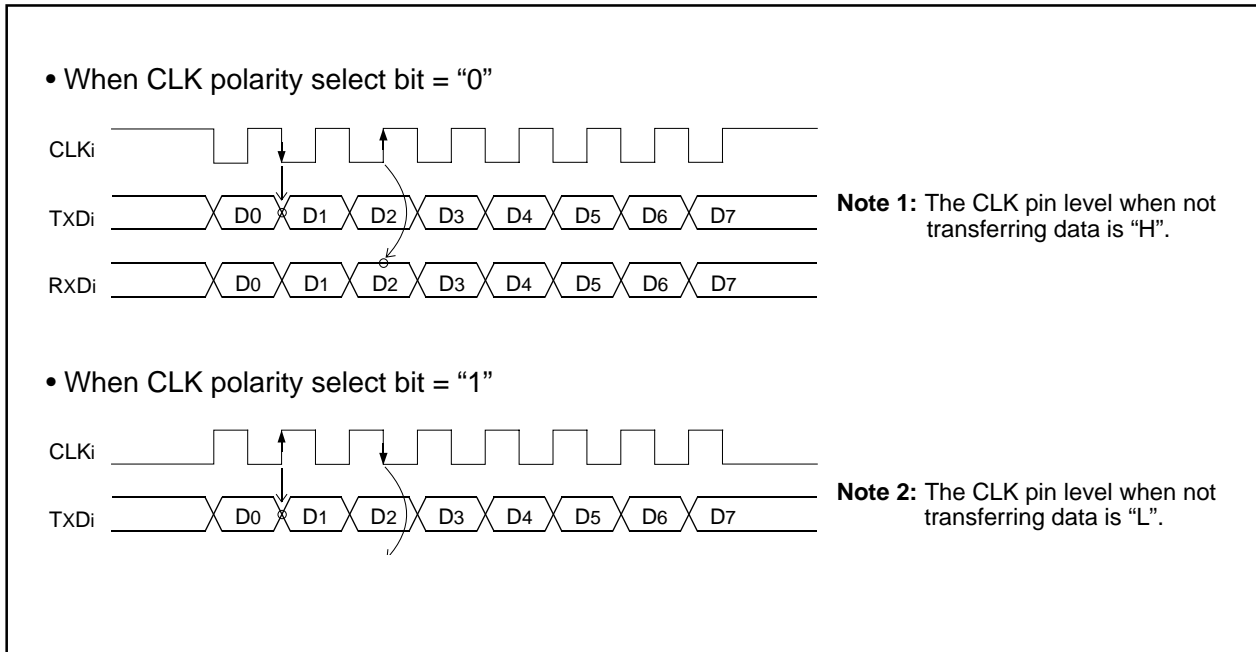 • When CLK polarity select bit = “0”
CLKi
TXDi
D0 D1 D2 D3 D4 D5 D6 D7
RXDi
D0 D1 D2 D3 D4 D5 D6 D7
Note 1: The CLK pin level when not
transferring data is “H”.
• When CLK polarity select bit = “1”
CLKi
TXDi
D0 D1 D2 D3 D4 D5 D6 D7
Note 2: The CLK pin level when not
transferring data is “L”.